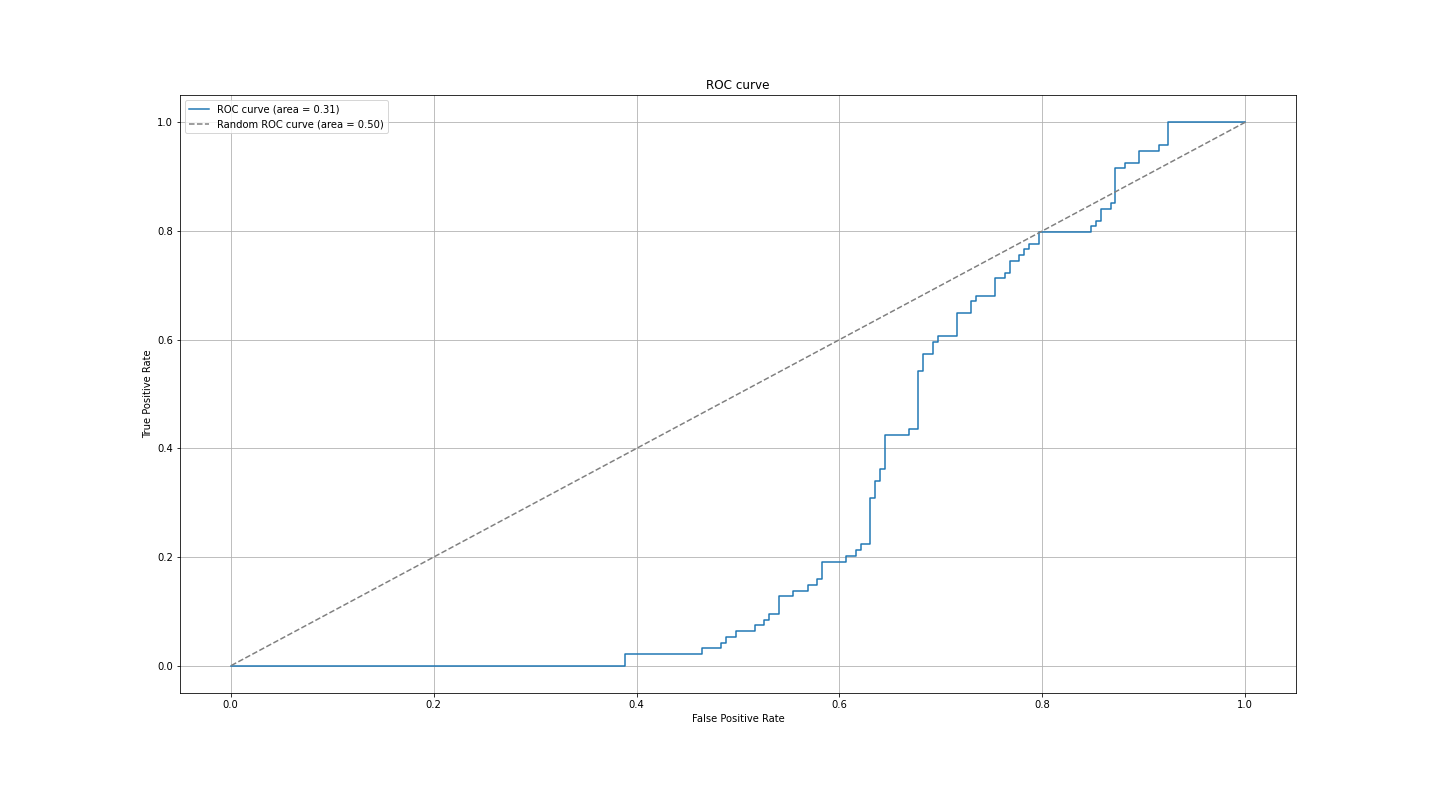 ROC curve
ROC curve (area = 0.31)
Random ROC curve (area = 0.50)
1.0
0.8
0.6
0.4
0.2
0.0
True Positive Rate
0.0 0.2 0.4 0.6 0.8 1.0
False Positive Rate